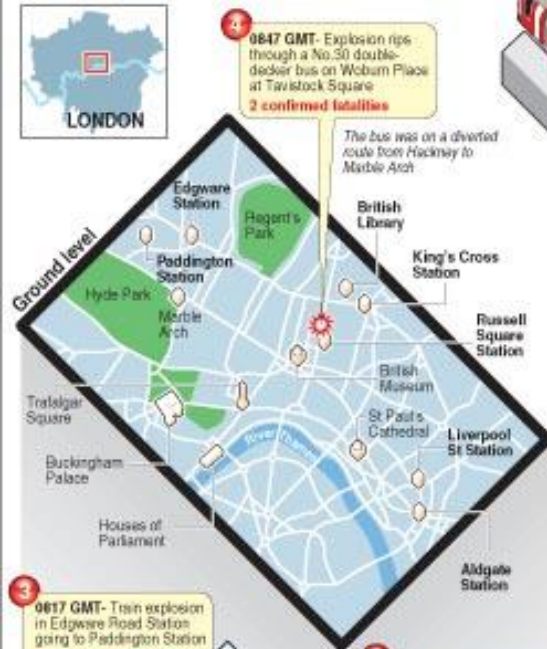 LONDON
4
0847 GMT- Explosion rips
through a No.30 double-
decker bus on Woburn Place
at Tavistock Square
2 confirmed fatalities
The bus was on a diverted
route from Hackney to
Marble Arch
Ground level
Edgware
Station
Regent's
Park
British
Library
Paddington
Station
King's Cross
Station
Hyde Park
Marble
Arch
Russell
Square
Station
British
Museum
Trafalgar
Square
St Paul's
Cathedral
Liverpool
St Station
River Thames
Buckingham
Palace
Houses of
Parliament
Aldgate
Station
3
0817 GMT- Train explosion
in Edgware Road Station
going to Paddington Station